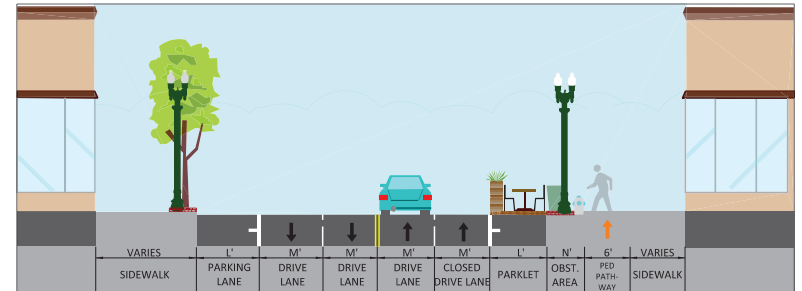 VARIES L' M' M' M' M' L' N' 6' VARIES
SIDEWALK
PARKING
LANE
DRIVE
LANE
DRIVE
LANE
DRIVE
LANE
CLOSED
DRIVE LANE
PARKLET
OBST.
AREA
PED
PATH-
WAY
SIDEWALK